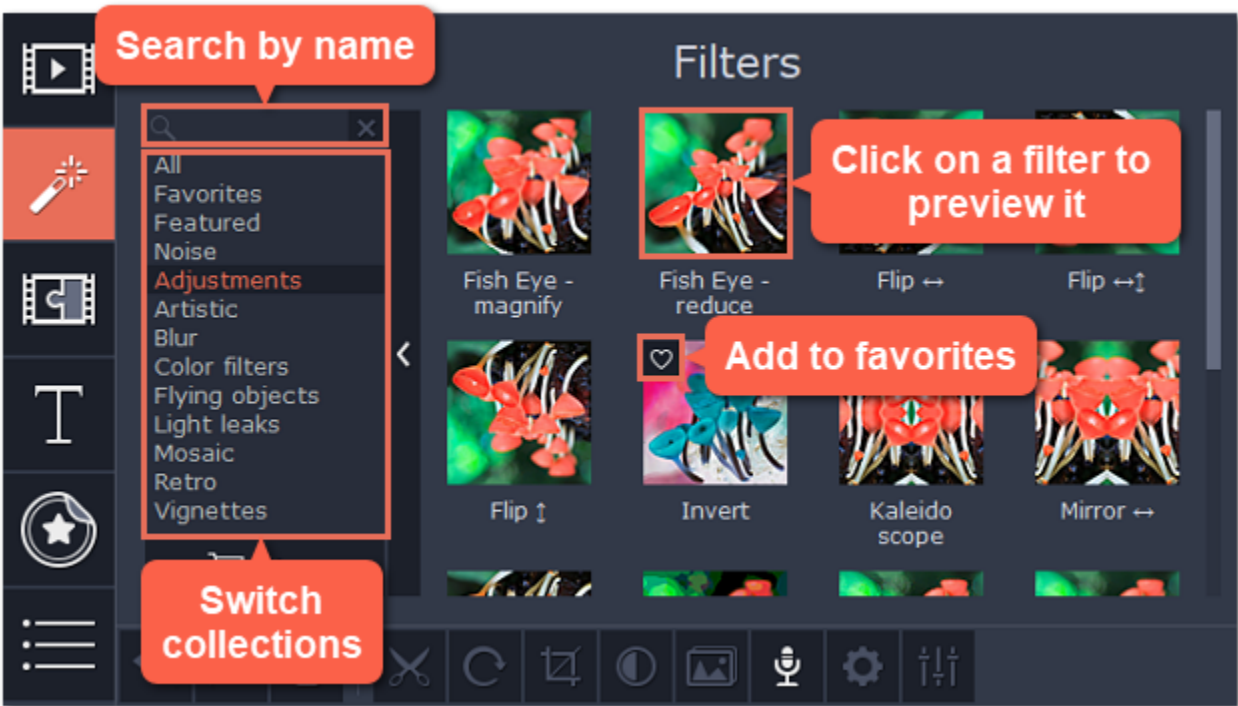 Search by name
Filters
All
Favorites
Featured
Noise
Adjustments
Artistic
Blur
Color filters
Flying objects
Light leaks
Mosaic
Retro
Vignettes
Switch
collections
Click on a filter to
preview it
Fish Eye -
magnify
Fish Eye -
reduce
Flip ↔
Flip ↔↕
Add to favorites
Flip ↕
Invert
Kaleido
scope
Mirror ↔
T